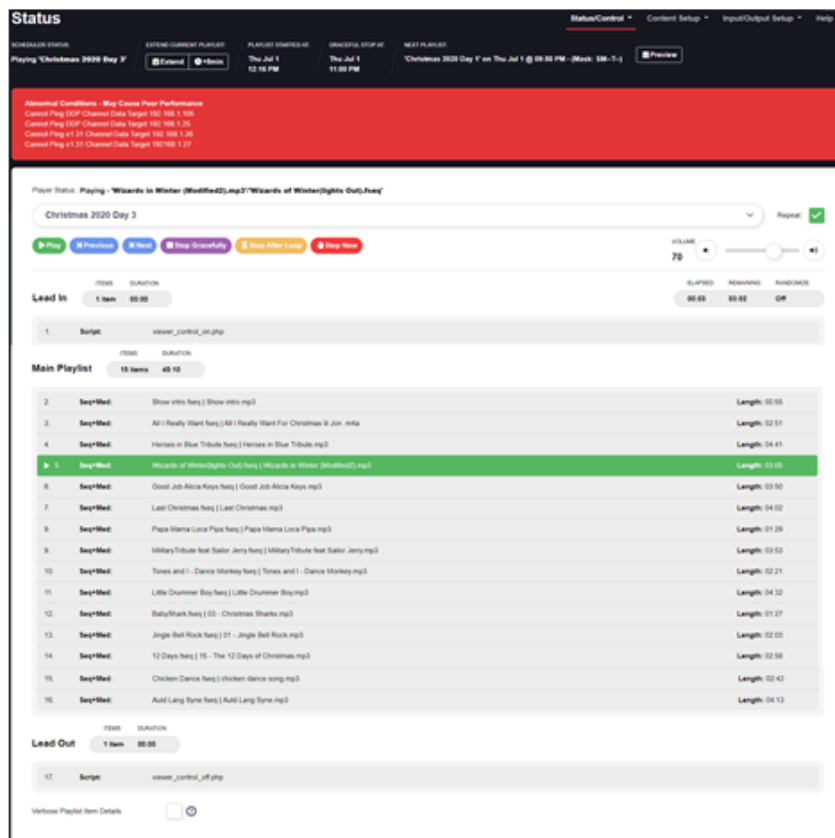 Status
Status/Control
Content Setup
Input/Output Setup
Help
SCHEDULER STATUS
Playing 'Christmas 2020 Day 3'
EXTEND CURRENT PLAYLIST
Extend
+5min
PLAYLIST STARTED AT
Thu Jul 1
12:16 PM
GRACEFUL STOP AT
Thu Jul 1
11:00 PM
NEXT PLAYLIST
'Christmas 2020 Day 1' on Thu Jul 1 @ 09:50 PM - (Mask: SM--T-)
Preview
Abnormal Conditions - May Cause Poor Performance
Cannot Ping DDP Channel Data Target 192.168.1.105
Cannot Ping DDP Channel Data Target 192.168.1.25
Cannot Ping e1.31 Channel Data Target 192.168.1.26
Cannot Ping e1.31 Channel Data Target 192168.1.27
Player Status: Playing - 'Wizards in Winter (Modified2).mp3'/'Wizards of Winter(lights Out).fseq'
Christmas 2020 Day 3
Repeat:
Play
Previous
Next
Stop Gracefully
Stop After Loop
Stop Now
VOLUME
70
Lead In
ITEMS DURATION
1 item 00:00
ELAPSED REMAINING RANDOMIZE
00:03 03:02 Off
1. Script: viewer_control_on.php
Main Playlist
ITEMS DURATION
15 items 45:10
2. Seq+Med: Show intro.fseq | Show intro.mp3 Length: 00:55
3. Seq+Med: All I Really Want.fseq | All I Really Want For Christmas lil Jon .m4a Length: 02:51
4. Seq+Med: Heroes in Blue Tribute.fseq | Heroes in Blue Tribute.mp3 Length: 04:41
5. Seq+Med: Wizards of Winter(lights Out).fseq | Wizards in Winter (Modified2).mp3 Length: 03:05
6. Seq+Med: Good Job Alicia Keys.fseq | Good Job Alicia Keys.mp3 Length: 03:50
7. Seq+Med: Last Christmas.fseq | Last Christmas.mp3 Length: 04:02
8. Seq+Med: Papa Mama Loca Pipa.fseq | Papa Mama Loca Pipa.mp3 Length: 01:29
9. Seq+Med: MilitaryTribute feat Sailor Jerry.fseq | MilitaryTribute feat Sailor Jerry.mp3 Length: 03:53
10. Seq+Med: Tones and I - Dance Monkey.fseq | Tones and I - Dance Monkey.mp3 Length: 02:21
11. Seq+Med: Little Drummer Boy.fseq | Little Drummer Boy.mp3 Length: 04:32
12. Seq+Med: BabyShark.fseq | 03 - Christmas Sharks.mp3 Length: 01:27
13. Seq+Med: Jingle Bell Rock.fseq | 01 - Jingle Bell Rock.mp3 Length: 02:03
14. Seq+Med: 12 Days.fseq | 15 - The 12 Days of Christmas.mp3 Length: 02:58
15. Seq+Med: Chicken Dance.fseq | chicken dance song.mp3 Length: 02:42
16. Seq+Med: Auld Lang Syne.fseq | Auld Lang Syne.mp3 Length: 04:13
Lead Out
ITEMS DURATION
1 item 00:00
17. Script: viewer_control_off.php
Verbose Playlist Item Details